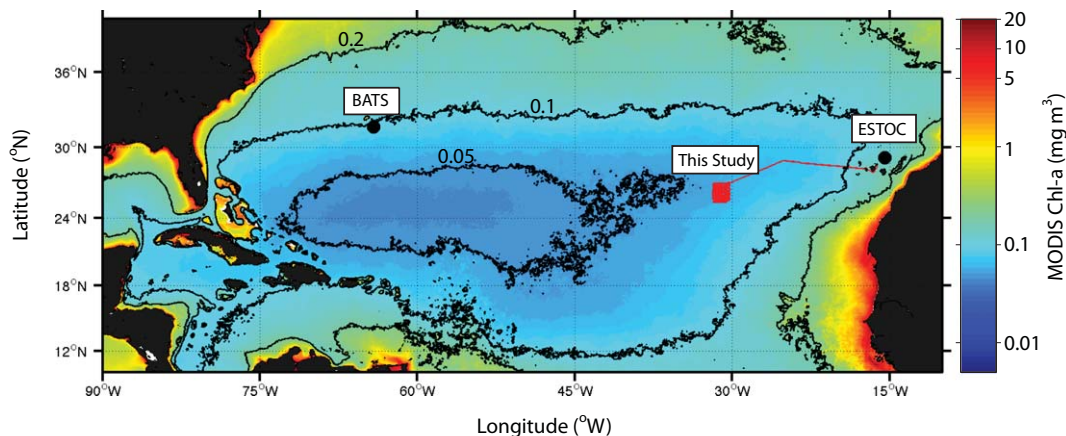 0.2
BATS
0.1
ESTOC
0.05
This Study
36°N
30°N
24°N
18°N
12°N
Latitude (°N)
90°W
75°W
60°W
45°W
30°W
15°W
Longitude (°W)
20
10
5
1
0.1
0.01
MODIS Chl-a (mg m³)